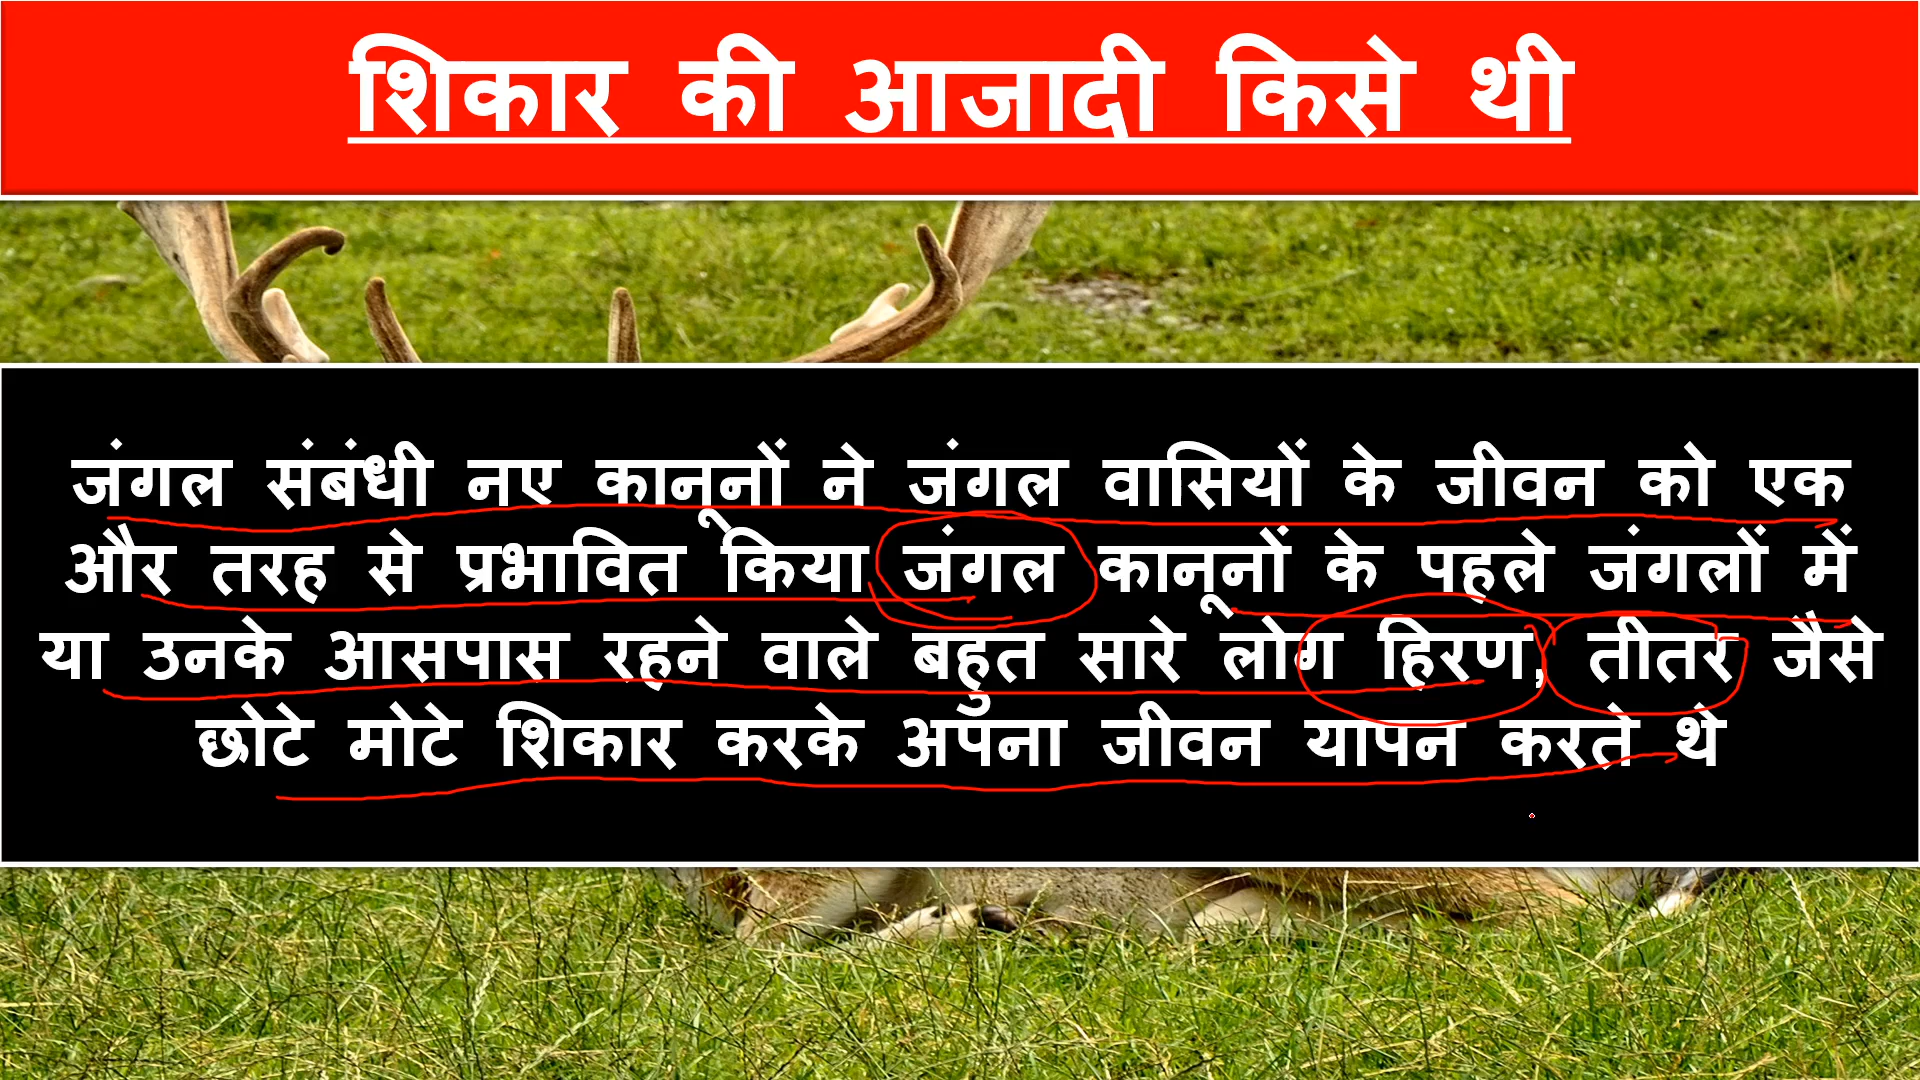 शिकार की आजादी किसे थी
जंगल संबंधी नए कानूनों ने जंगल वासियों के जीवन को एक
और तरह से प्रभावित किया जंगल कानूनों के पहले जंगलों में
या उनके आसपास रहने वाले बहुत सारे लोग हिरण, तीतर जैसे
छोटे मोटे शिकार करके अपना जीवन यापन करते थे